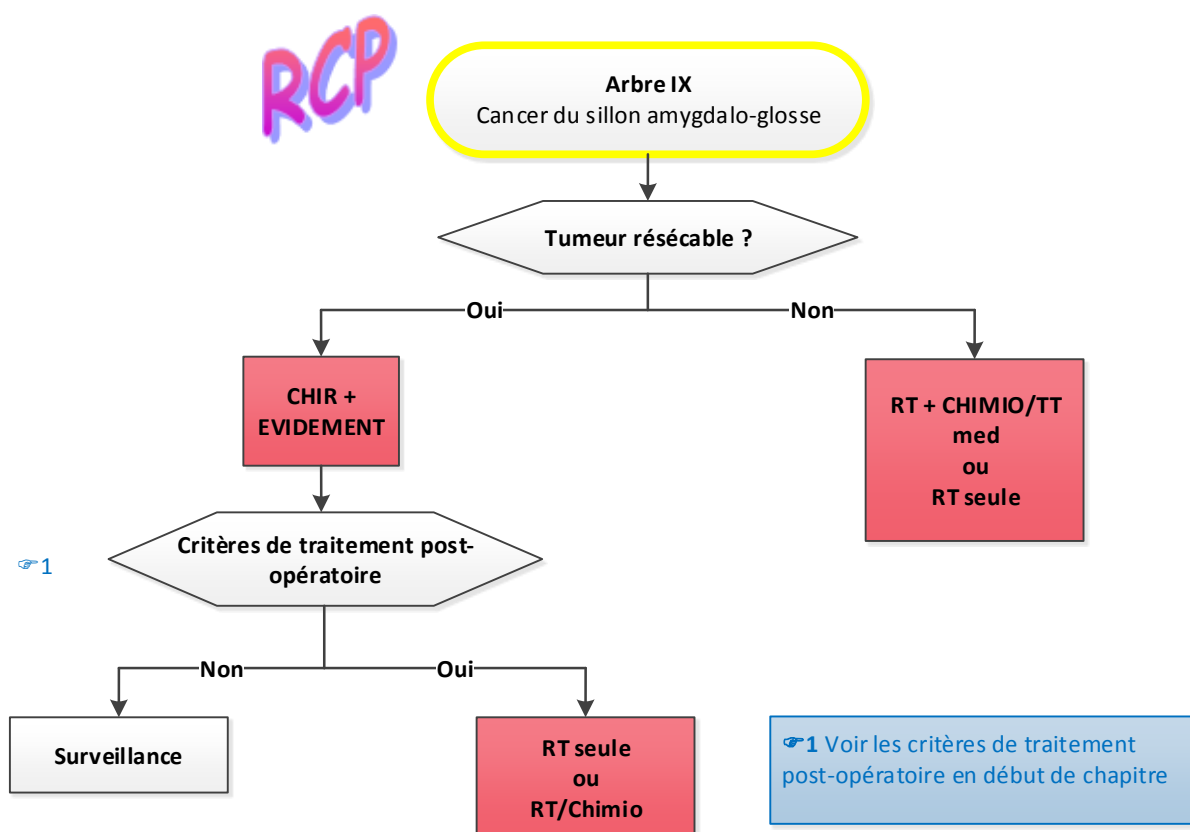 RCP
Arbre IX
Cancer du sillon amygdalo-glosse
Tumeur résécable ?
Oui
Non
CHIR +
EVIDEMENT
RT + CHIMIO/TT
med
ou
RT seule
☞1
Critères de traitement post-
opératoire
Non
Oui
Surveillance
RT seule
ou
RT/Chimio
☞1 Voir les critères de traitement
post-opératoire en début de chapitre